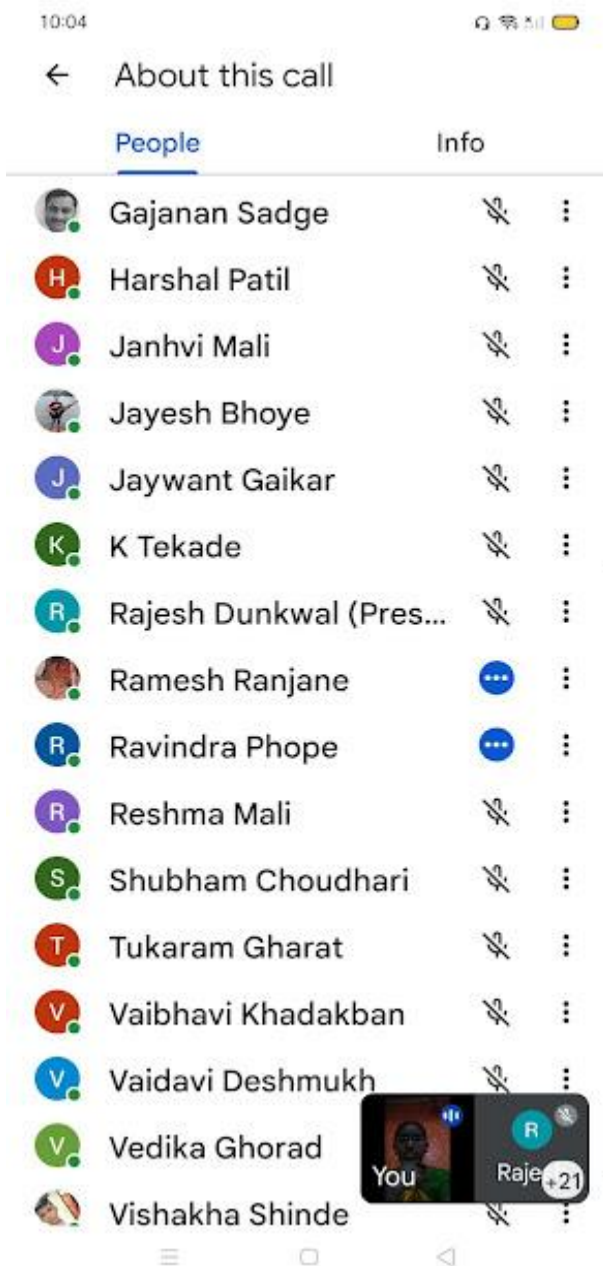 10:04
About this call
People Info
Gajanan Sadge
H Harshal Patil
J Janhvi Mali
Jayesh Bhoye
J Jaywant Gaikar
K K Tekade
R Rajesh Dunkwal (Pres...
Ramesh Ranjane
R Ravindra Phope
R Reshma Mali
S Shubham Choudhari
T Tukaram Gharat
V Vaibhavi Khadakban
V Vaidavi Deshmukh
V Vedika Ghorad
R
You Raje +21
Vishakha Shinde